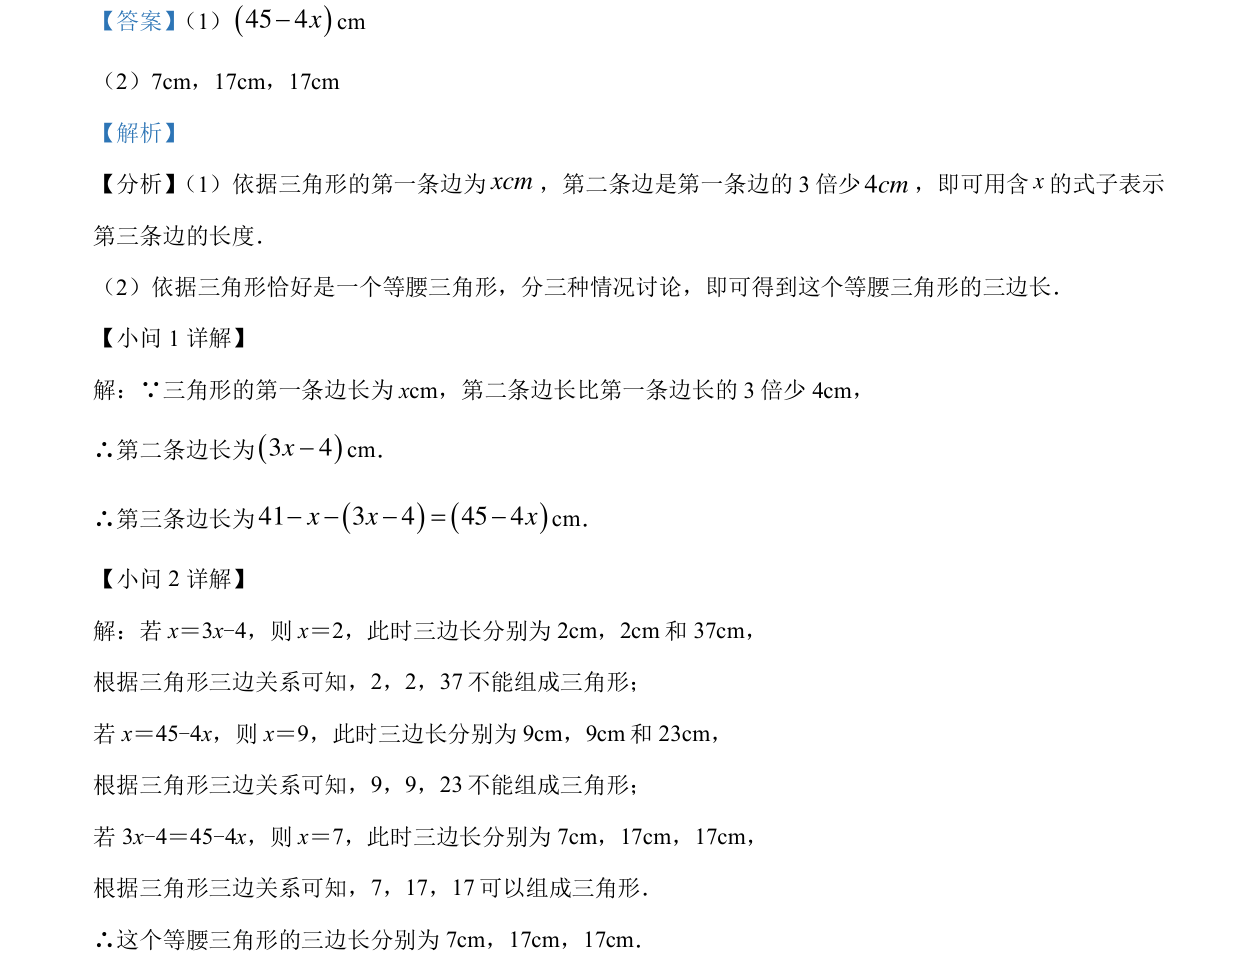 【答案】（1）(45−4x)cm
（2）7cm，17cm，17cm
【解析】
【分析】（1）依据三角形的第一条边为xcm，第二条边是第一条边的3倍少4cm，即可用含x的式子表示
第三条边的长度．
（2）依据三角形恰好是一个等腰三角形，分三种情况讨论，即可得到这个等腰三角形的三边长．
【小问1详解】
解：∵三角形的第一条边长为xcm，第二条边长比第一条边长的3倍少4cm，
∴第二条边长为(3x−4)cm．
∴第三条边长为41−x−(3x−4)=(45−4x)cm．
【小问2详解】
解：若x＝3x−4，则x＝2，此时三边长分别为2cm，2cm和37cm，
根据三角形三边关系可知，2，2，37不能组成三角形；
若x＝45−4x，则x＝9，此时三边长分别为9cm，9cm和23cm，
根据三角形三边关系可知，9，9，23不能组成三角形；
若3x−4＝45−4x，则x＝7，此时三边长分别为7cm，17cm，17cm，
根据三角形三边关系可知，7，17，17可以组成三角形．
∴这个等腰三角形的三边长分别为7cm，17cm，17cm．